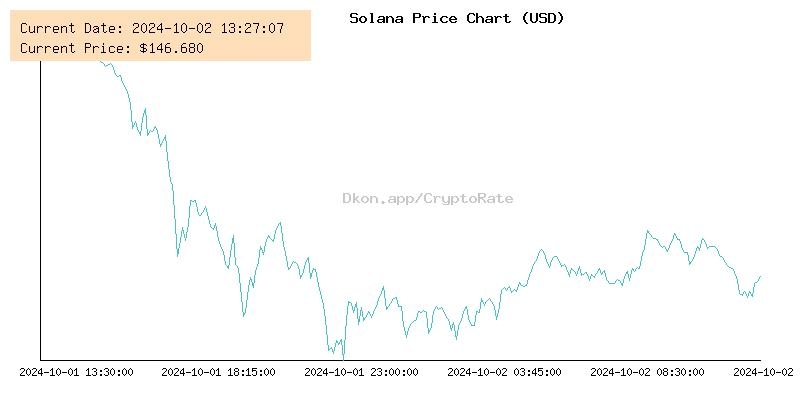 Solana Price Chart (USD)
Current Date: 2024-10-02 13:27:07
Current Price: $146.680
Dkon.app/CryptoRate
2024-10-01 13:30:00 2024-10-01 18:15:00 2024-10-01 23:00:00 2024-10-02 03:45:00 2024-10-02 08:30:00 2024-10-02